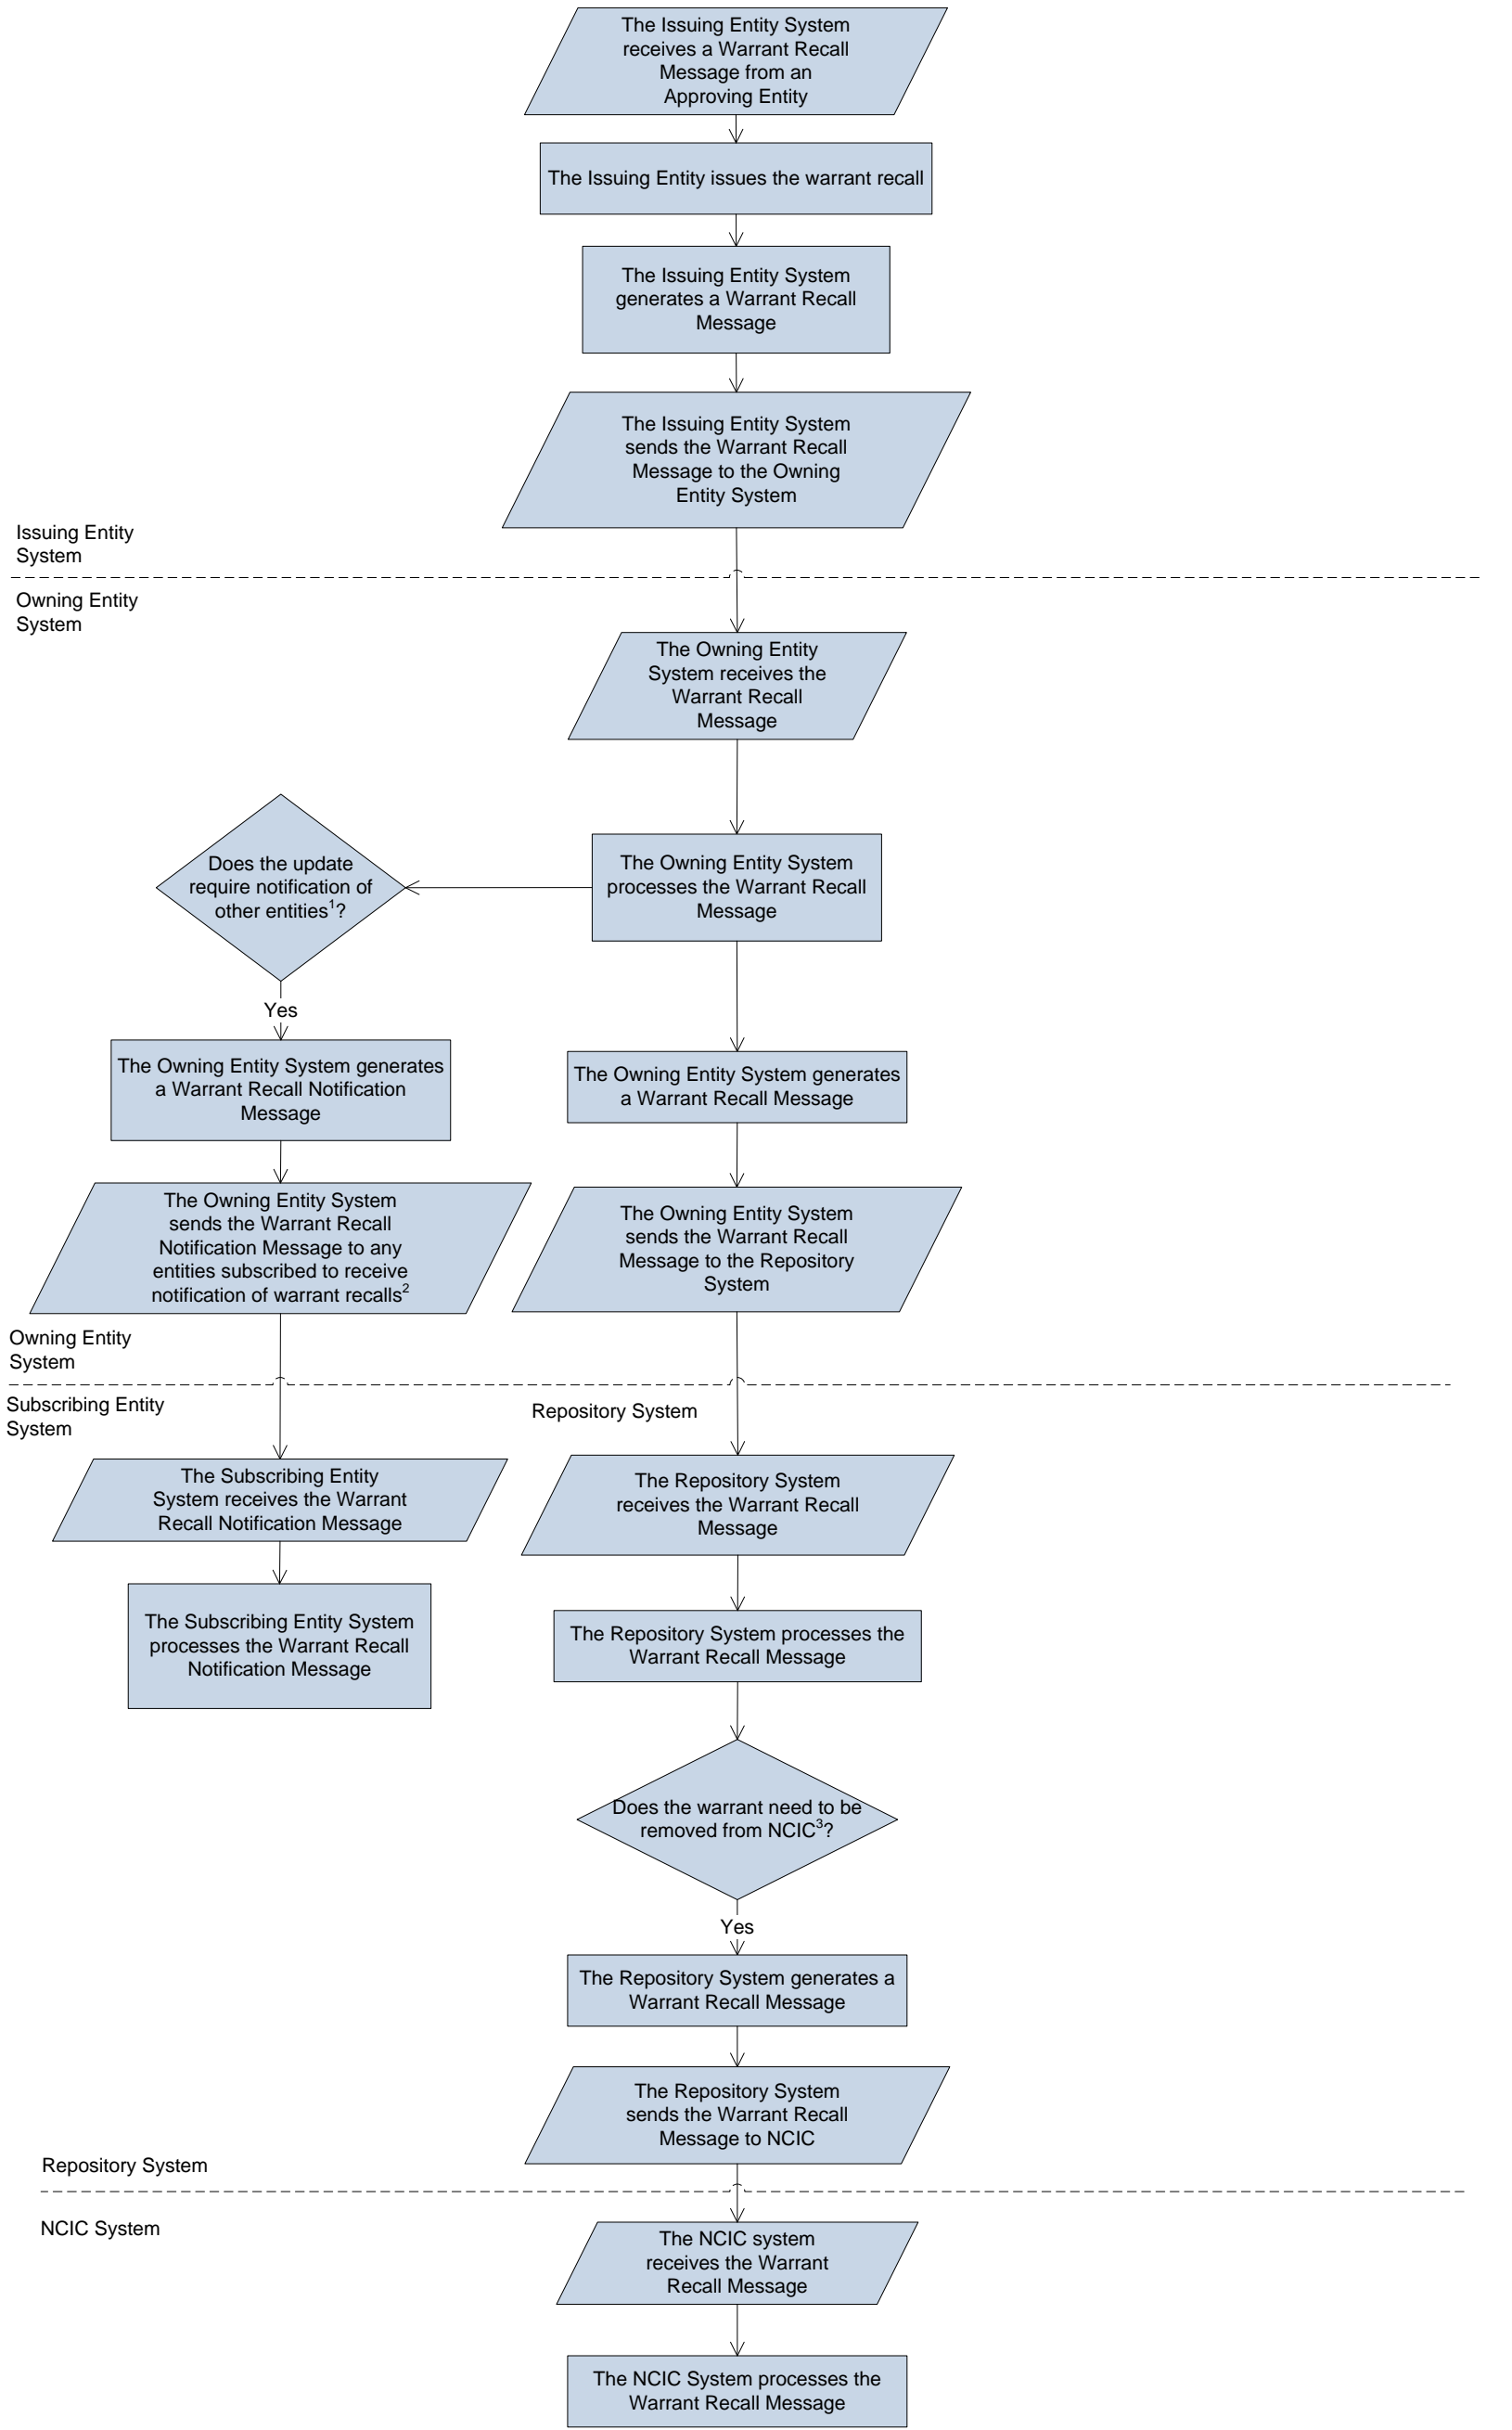 The Issuing Entity System
receives a Warrant Recall
Message from an
Approving Entity
The Issuing Entity issues the warrant recall
The Issuing Entity System
generates a Warrant Recall
Message
The Issuing Entity System
sends the Warrant Recall
Message to the Owning
Entity System
Issuing Entity
System
Owning Entity
System
The Owning Entity
System receives the
Warrant Recall
Message
Does the update
require notification of
other entities¹?
The Owning Entity System
processes the Warrant Recall
Message
Yes
The Owning Entity System generates
a Warrant Recall Notification
Message
The Owning Entity System generates
a Warrant Recall Message
The Owning Entity System
sends the Warrant Recall
Notification Message to any
entities subscribed to receive
notification of warrant recalls²
The Owning Entity System
sends the Warrant Recall
Message to the Repository
System
Owning Entity
System
Subscribing Entity
System
Repository System
The Subscribing Entity
System receives the Warrant
Recall Notification Message
The Repository System
receives the Warrant Recall
Message
The Subscribing Entity System
processes the Warrant Recall
Notification Message
The Repository System processes the
Warrant Recall Message
Does the warrant need to be
removed from NCIC³?
Yes
The Repository System generates a
Warrant Recall Message
The Repository System
sends the Warrant Recall
Message to NCIC
Repository System
NCIC System
The NCIC system
receives the Warrant
Recall Message
The NCIC System processes the
Warrant Recall Message